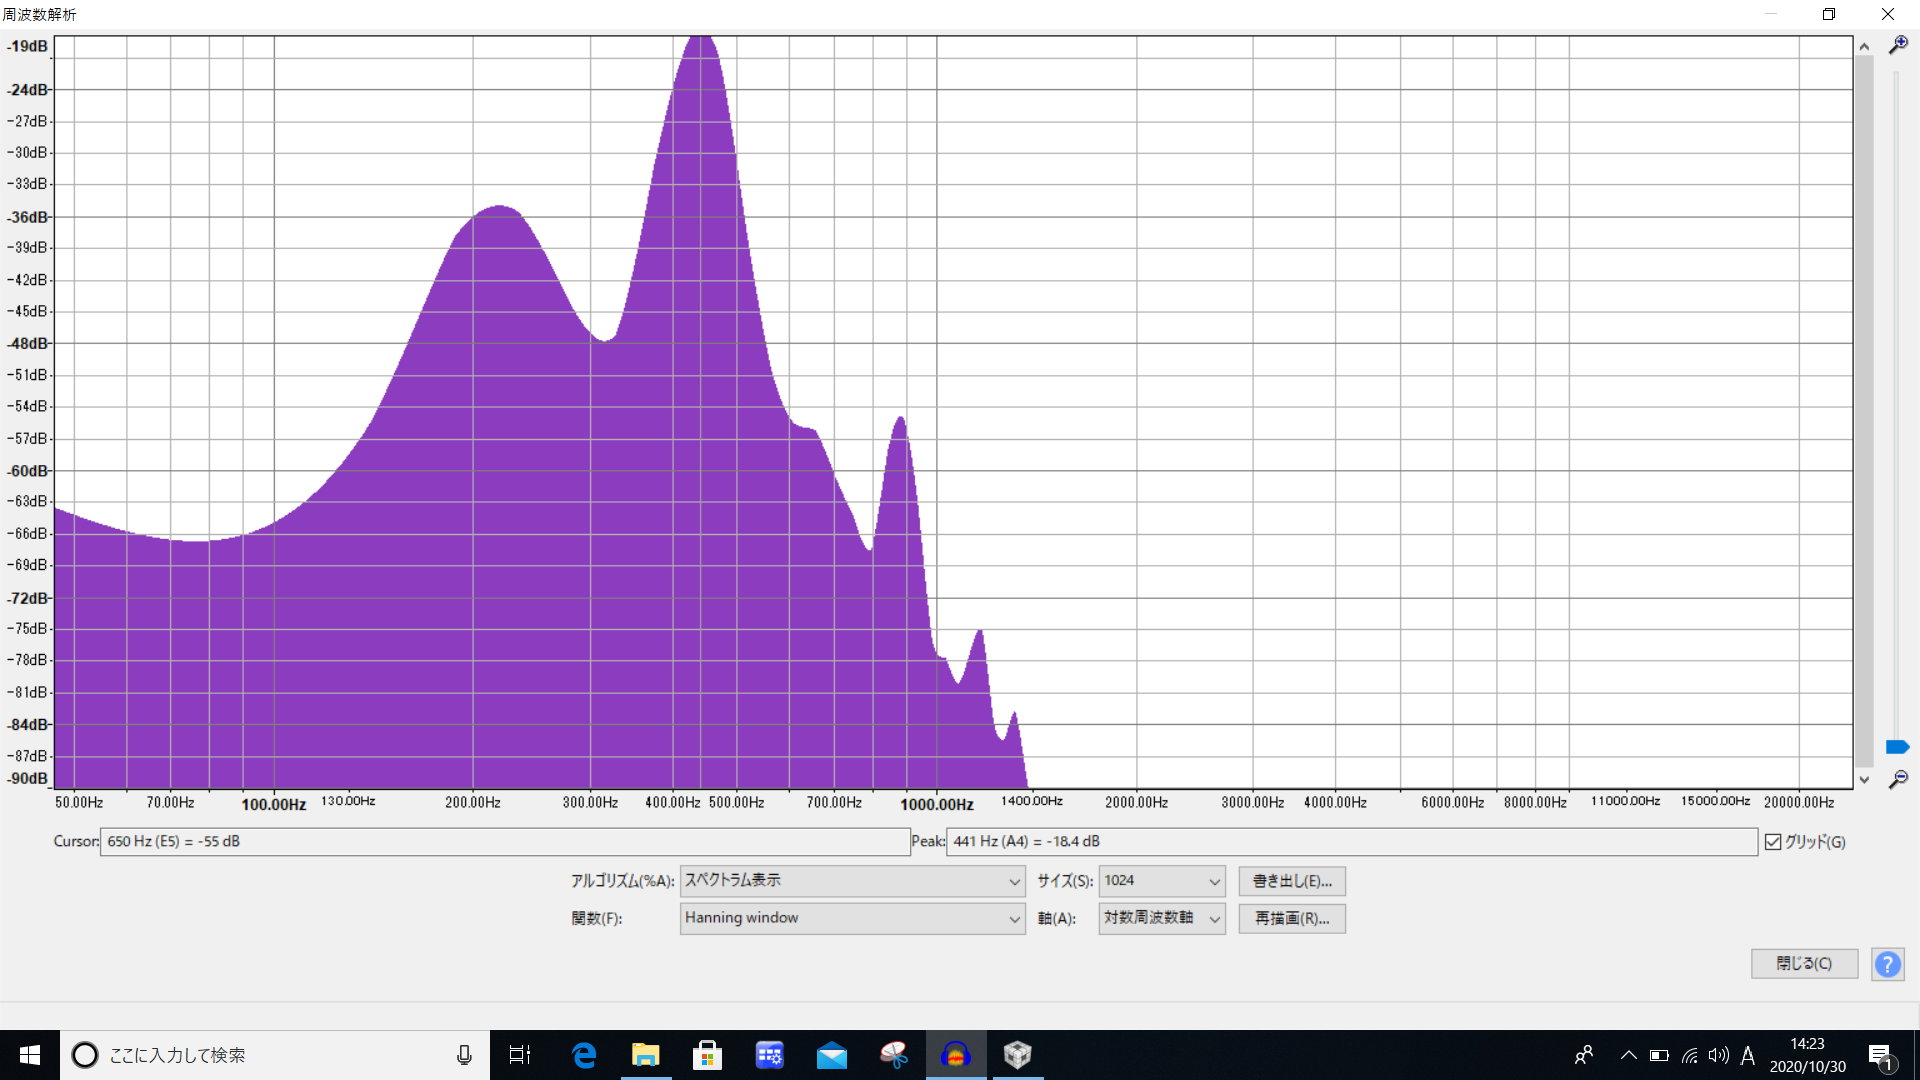 周波数解析
-19dB
-24dB
-27dB
-30dB
-33dB
-36dB
-39dB
-42dB
-45dB
-48dB
-51dB
-54dB
-57dB
-60dB
-63dB
-66dB
-69dB
-72dB
-75dB
-78dB
-81dB
-84dB
-87dB
-90dB
50.00Hz 70.00Hz 100.00Hz 130.00Hz 200.00Hz 300.00Hz 400.00Hz 500.00Hz 700.00Hz 1000.00Hz 1400.00Hz 2000.00Hz 3000.00Hz 4000.00Hz 6000.00Hz 8000.00Hz 11000.00Hz 15000.00Hz 20000.00Hz
Cursor: 650 Hz (E5) = -55 dB Peak: 441 Hz (A4) = -18.4 dB グリッド(G)
アルゴリズム(%A): スペクトラム表示 サイズ(S): 1024 書き出し(E)...
関数(F): Hanning window 軸(A): 対数周波数軸 再描画(R)...
閉じる(C) ?
ここに入力して検索 A 14:23
2020/10/30 1